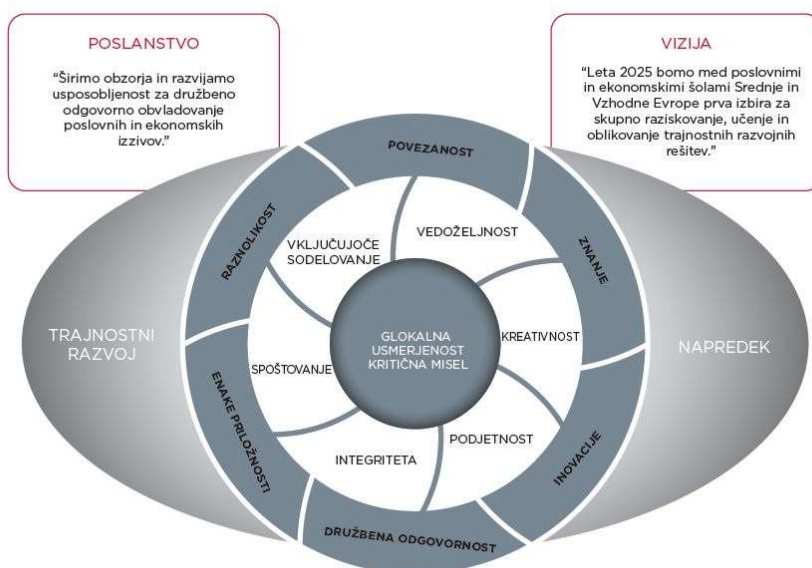 POSLANSTVO
“Širimo obzorja in razvijamo
usposobljenost za družbeno
odgovorno obvladovanje
poslovnih in ekonomskih
izzivov.”
VIZIJA
“Leta 2025 bomo med poslovnimi
in ekonomskimi šolami Srednje in
Vzhodne Evrope prva izbira za
skupno raziskovanje, učenje in
oblikovanje trajnostnih razvojnih
rešitev.”
POVEZANOST
ZNANJE
INOVACIJE
DRUŽBENA ODGOVORNOST
ENAKE PRILOŽNOSTI
RAZNOLIKOST
VKLJUČUJOČE
SODELOVANJE
VEDOŽELJNOST
KREATIVNOST
PODJETNOST
INTEGRITETA
SPOŠTOVANJE
GLOKALNA
USMERJENOST
KRITIČNA MISEL
TRAJNOSTNI
RAZVOJ
NAPREDEK